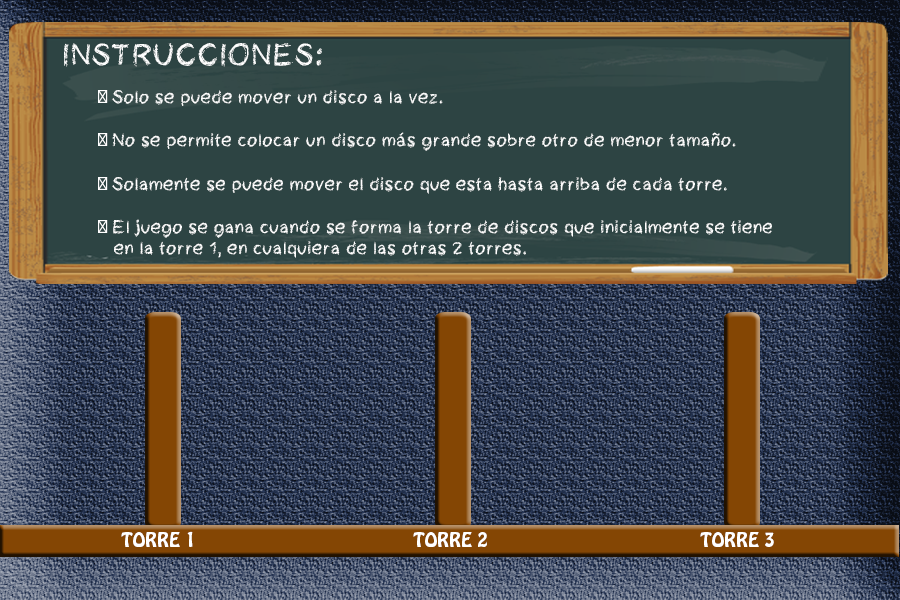 INSTRUCCIONES:
Solo se puede mover un disco a la vez.
No se permite colocar un disco más grande sobre otro de menor tamaño.
Solamente se puede mover el disco que esta hasta arriba de cada torre.
El juego se gana cuando se forma la torre de discos que inicialmente se tiene
en la torre 1, en cualquiera de las otras 2 torres.
TORRE 1
TORRE 2
TORRE 3